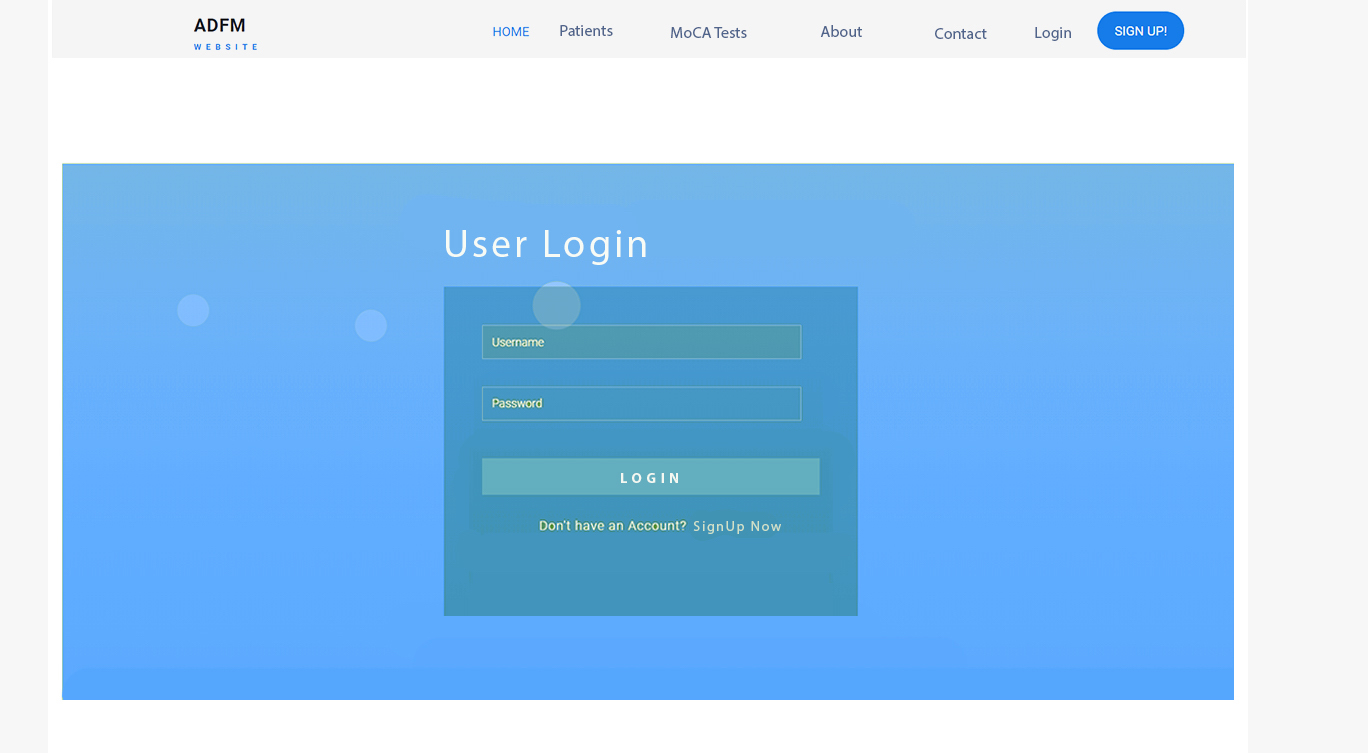 ADFM
WEBSITE
HOME Patients MoCA Tests About Contact Login SIGN UP!
User Login
Username
Password
LOGIN
Don't have an Account? SignUp Now